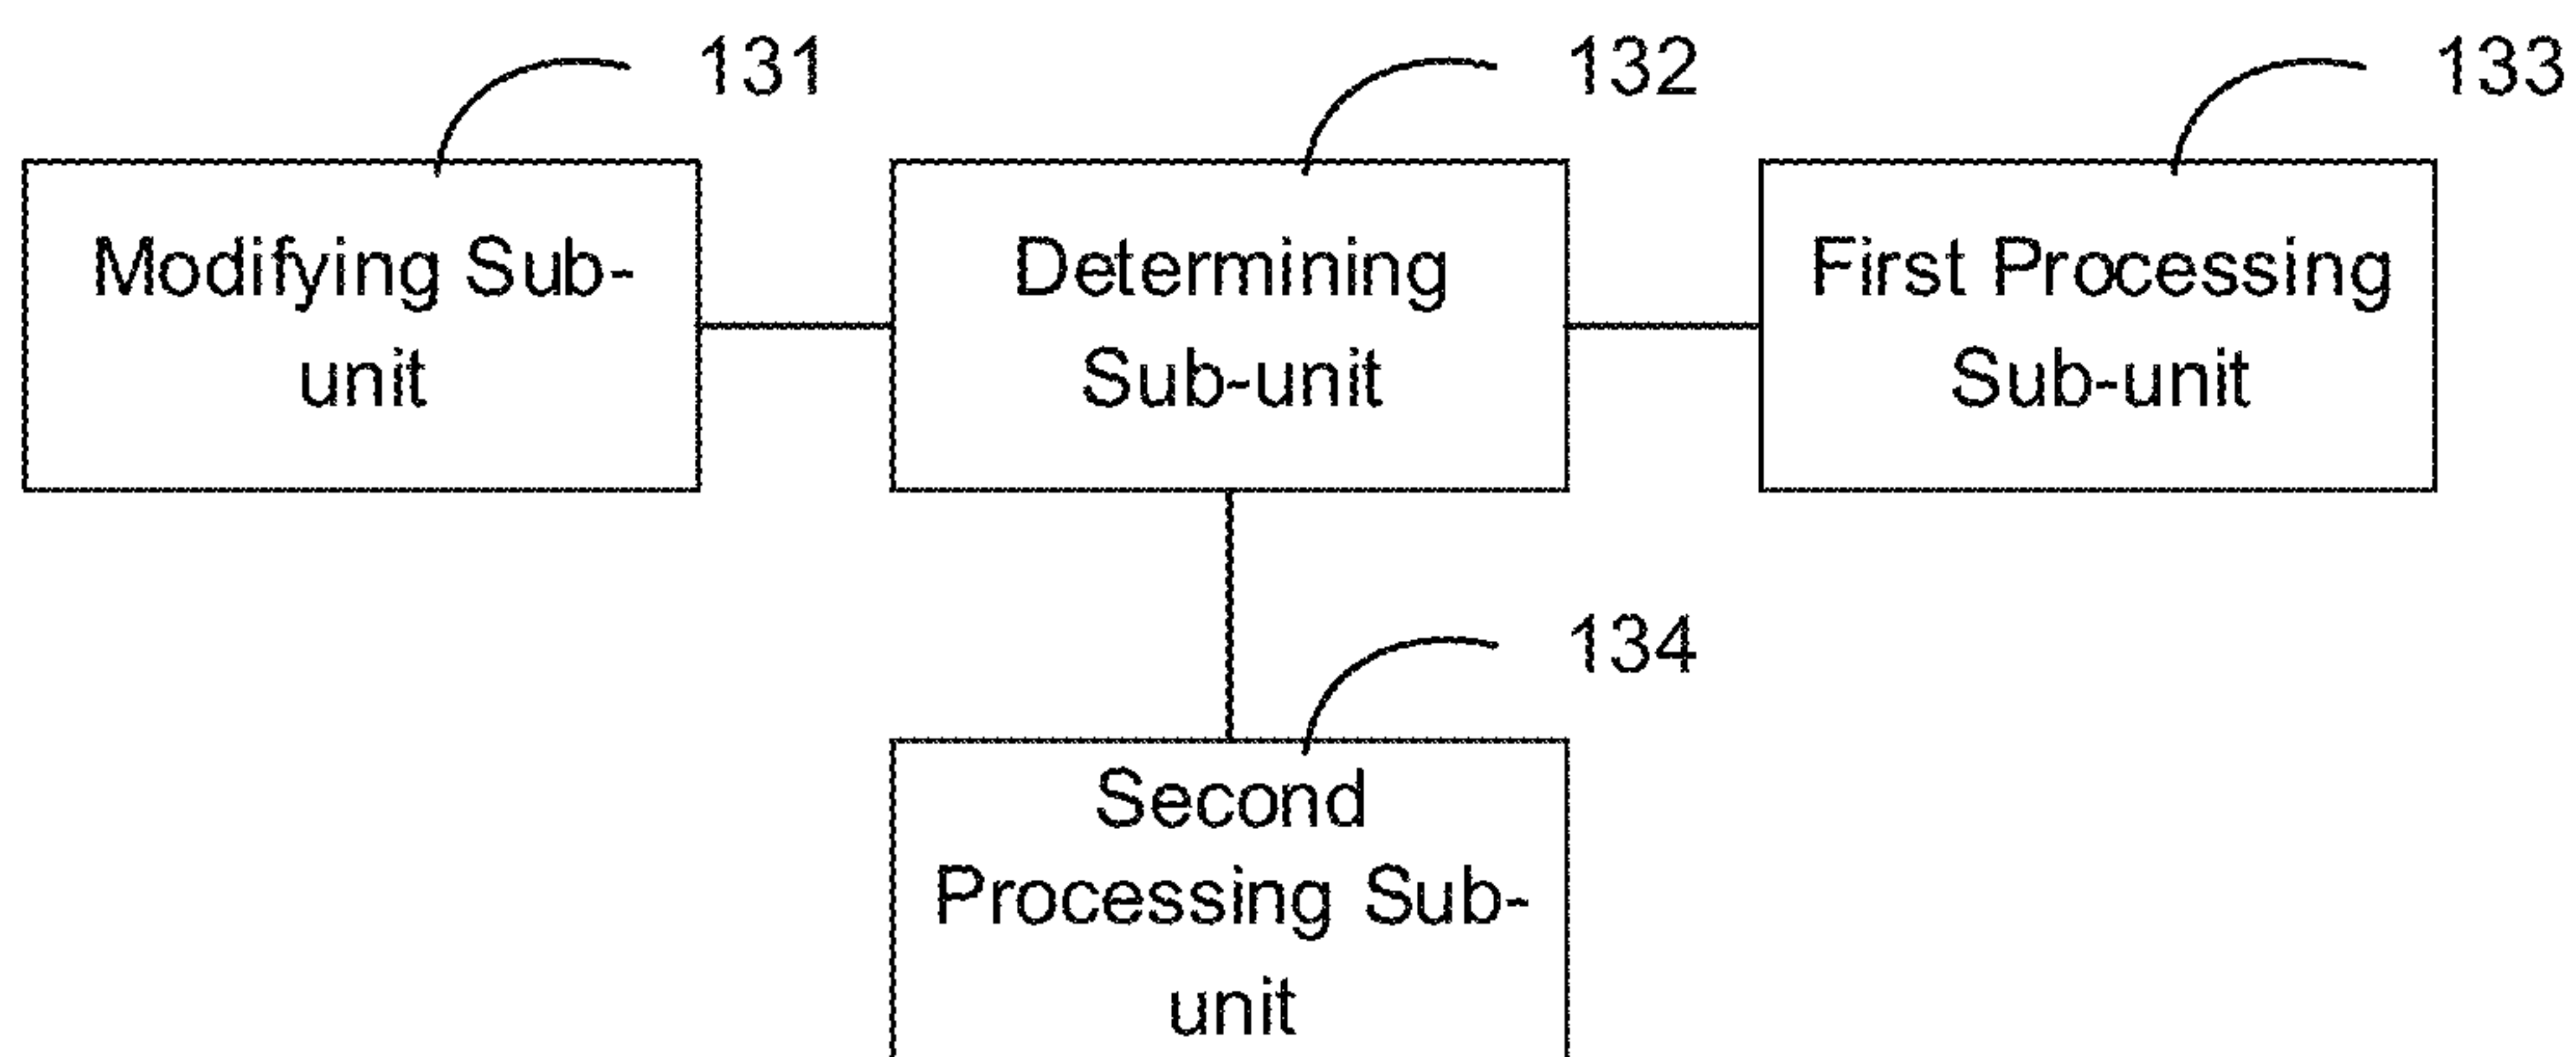 131
132
133
Modifying Sub-
unit
Determining
Sub-unit
First Processing
Sub-unit
134
Second
Processing Sub-
unit